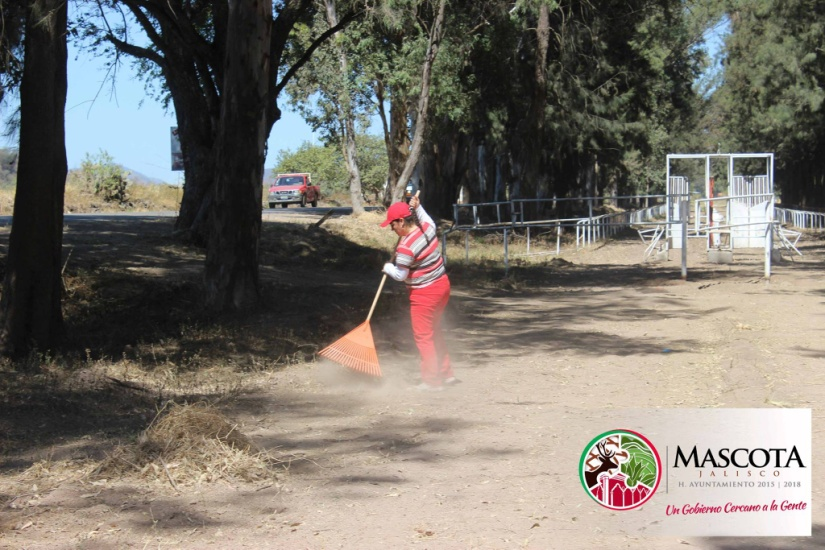 MASCOTA
JALISCO
H. AYUNTAMIENTO 2015 | 2018
Un Gobierno Cercano a la Gente